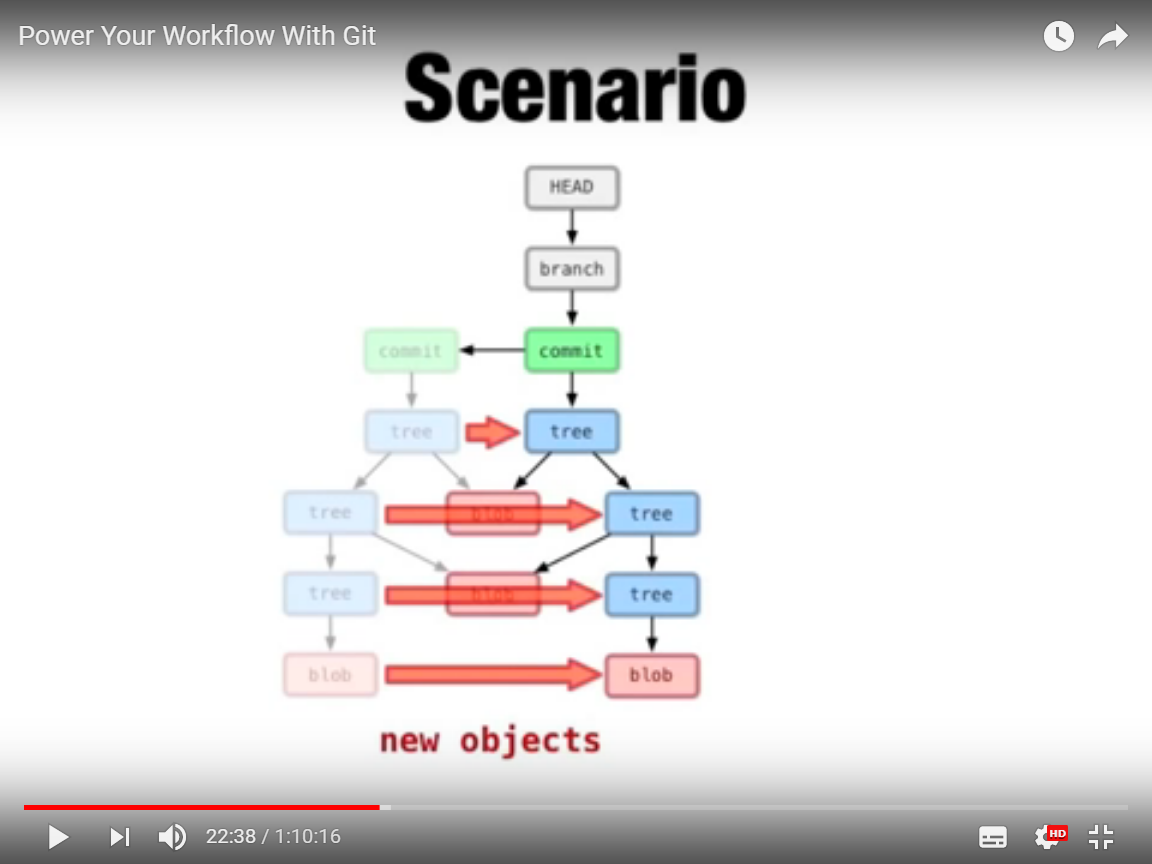 Power Your Workflow With Git
Scenario
HEAD
branch
commit commit
tree tree
tree blob tree
tree blob tree
blob blob
new objects
22:38 / 1:10:16
HD